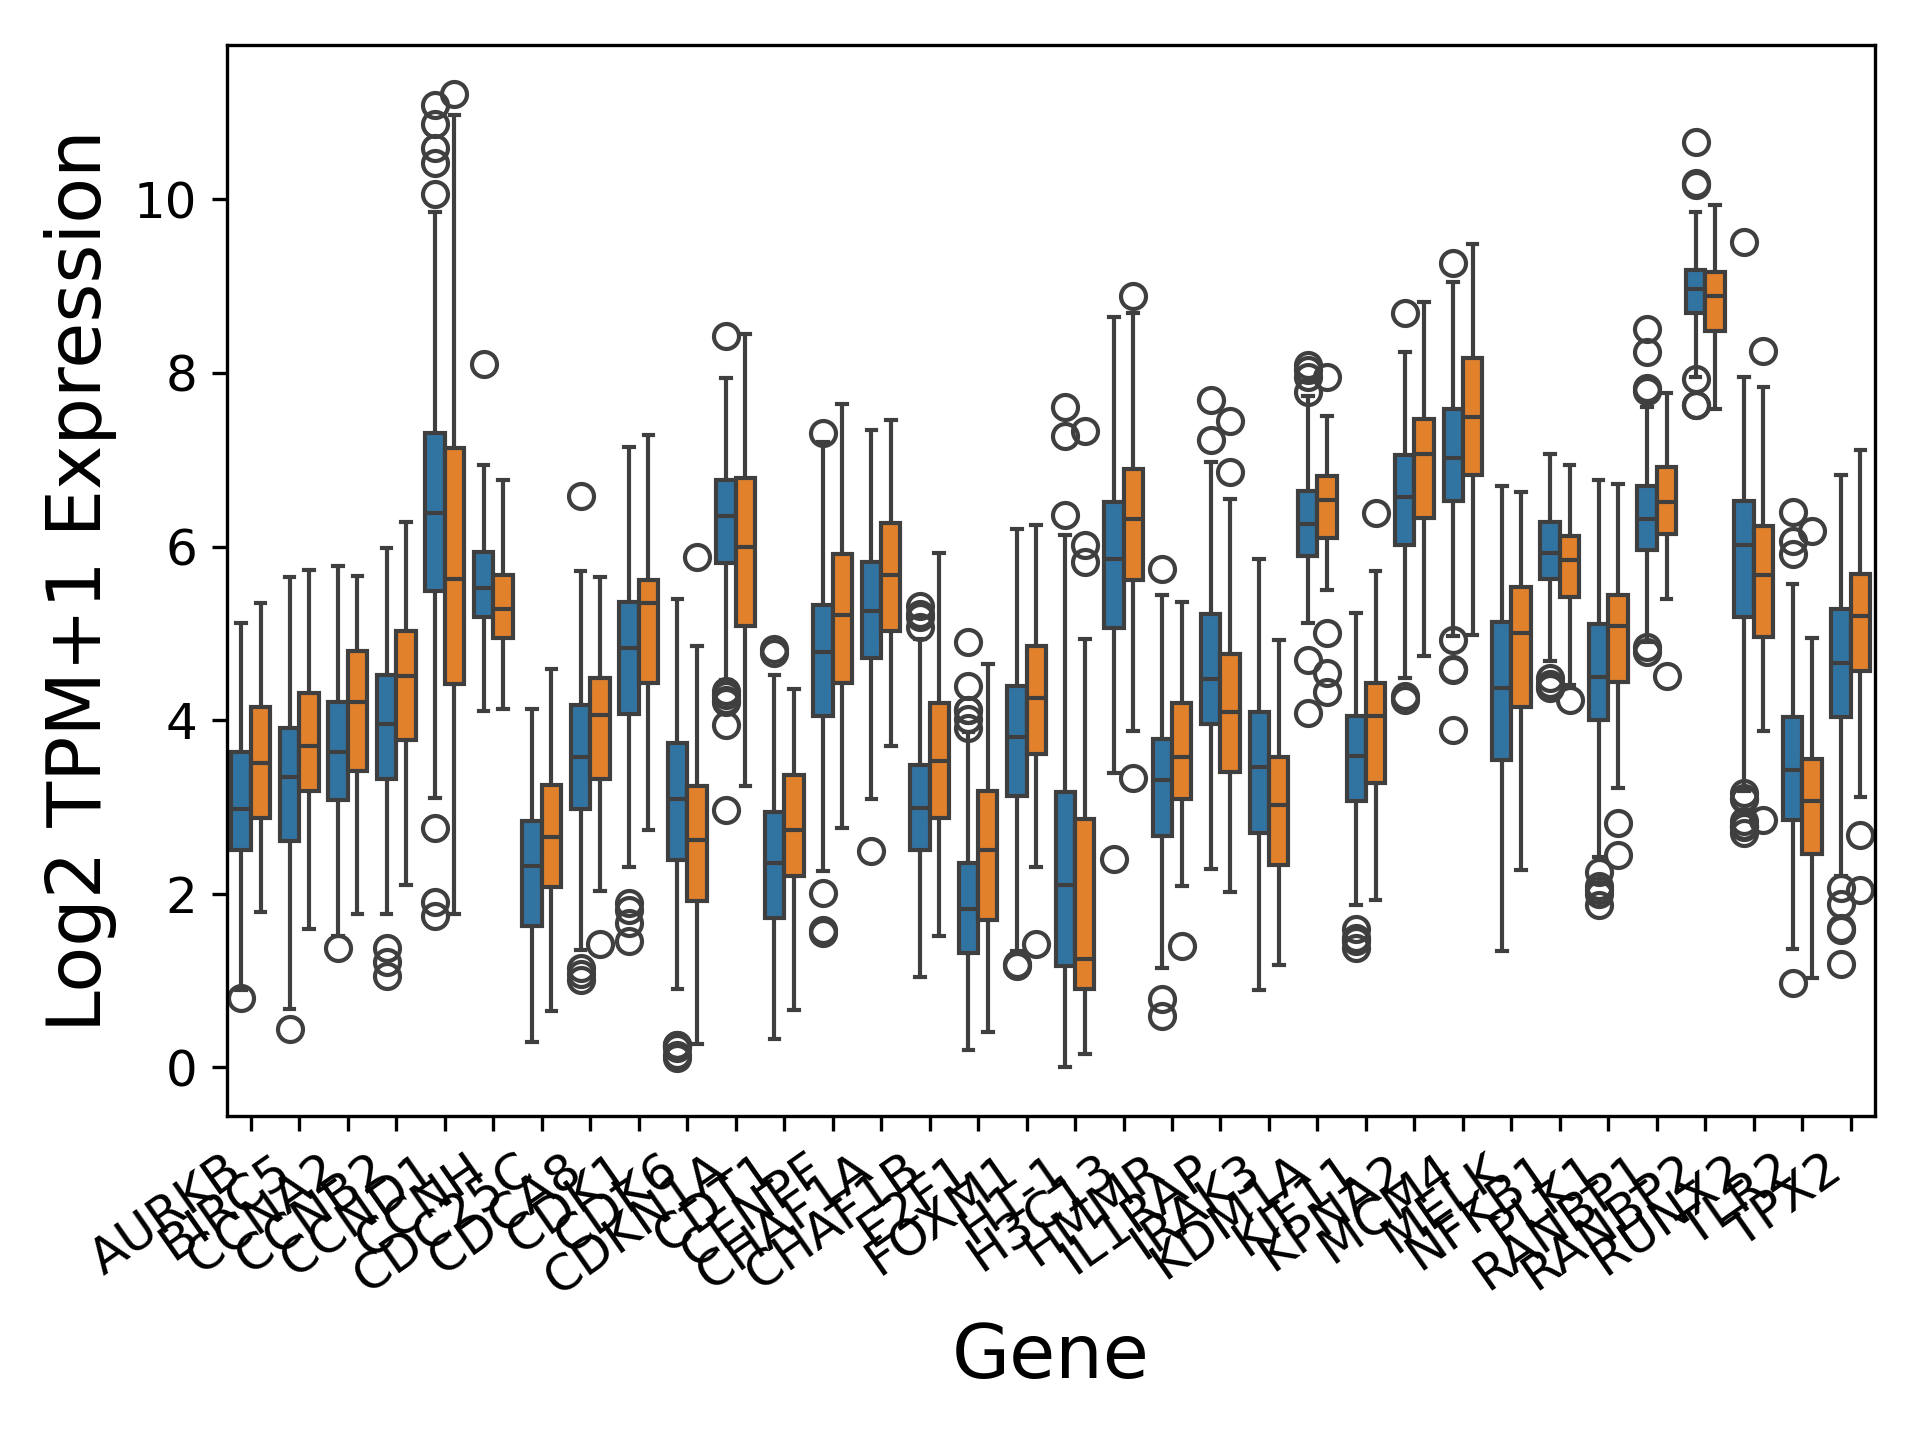 Log2 TPM+1 Expression
10
8
6
4
2
0
AURKB
BIRC5
CCNA2
CCNB2
CCND1
CCNH
CDC25C
CDCA8
CDK1
CDK6
CDKN1A
CDT1
CENPF
CHAF1A
CHAF1B
E2F1
FOXM1
H1-1
H3C13
HMMR
IL1RAP
IRAK3
KDM1A
KIF11
KPNA2
MCM4
MELK
NFKB1
PLK1
RANBP1
RANBP2
RUNX2
TLR2
TPX2
Gene